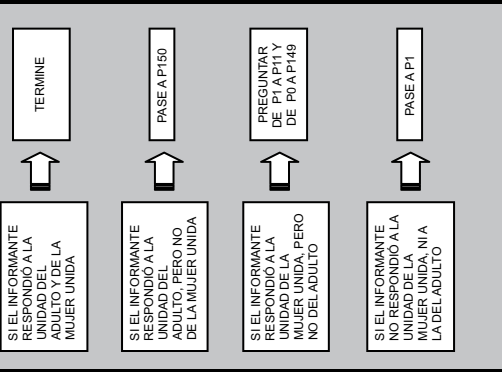 SI EL INFORMANTE
RESPONDIÓ A LA
UNIDAD DEL
ADULTO Y DE LA
MUJER UNIDA
TERMINE
SI EL INFORMANTE
RESPONDIÓ A LA
UNIDAD DEL
ADULTO, PERO NO
DE LA MUJER UNIDA
PASE A P150
SI EL INFORMANTE
RESPONDIÓ A LA
UNIDAD DE LA
MUJER UNIDA, PERO
NO DEL ADULTO
PREGUNTAR
DE P1 A P11 Y
DE P0 A P149
SI EL INFORMANTE
NO RESPONDIÓ A LA
UNIDAD DE LA
MUJER UNIDA, NI A
LA DEL ADULTO
PASE A P1